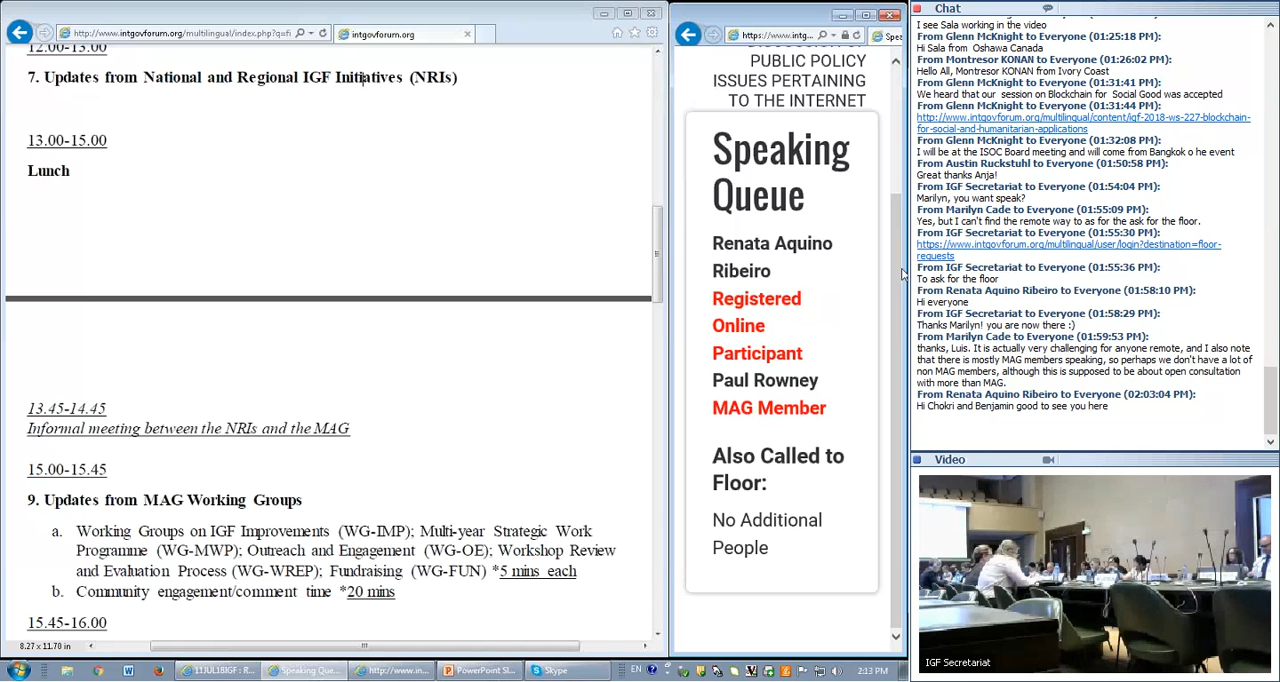 http://www.intgovforum.org/multilingual/index.php?q=fi
intgovforum.org
12.00-13.00
7. Updates from National and Regional IGF Initiatives (NRIs)
13.00-15.00
Lunch
13.45-14.45
Informal meeting between the NRIs and the MAG
15.00-15.45
9. Updates from MAG Working Groups
a. Working Groups on IGF Improvements (WG-IMP); Multi-year Strategic Work
Programme (WG-MWP); Outreach and Engagement (WG-OE); Workshop Review
and Evaluation Process (WG-WREP); Fundraising (WG-FUN) *5 mins each
b. Community engagement/comment time *20 mins
15.45-16.00
8.27 x 11.70 in
https://www.intg...
Spe
DISCUSSION OF
PUBLIC POLICY
ISSUES PERTAINING
TO THE INTERNET
Speaking
Queue
Renata Aquino
Ribeiro
Registered
Online
Participant
Paul Rowney
MAG Member
Also Called to
Floor:
No Additional
People
Chat
I see Sala working in the video
From Glenn McKnight to Everyone (01:25:18 PM):
Hi Sala from Oshawa Canada
From Montresor KONAN to Everyone (01:26:02 PM):
Hello All, Montresor KONAN from Ivory Coast
From Glenn McKnight to Everyone (01:31:41 PM):
We heard that our session on Blockchain for Social Good was accepted
From Glenn McKnight to Everyone (01:31:44 PM):
http://www.intgovforum.org/multilingual/content/igf-2018-ws-227-blockchain-
for-social-and-humanitarian-applications
From Glenn McKnight to Everyone (01:32:08 PM):
I will be at the ISOC Board meeting and will come from Bangkok o he event
From Austin Ruckstuhl to Everyone (01:50:58 PM):
Great thanks Anja!
From IGF Secretariat to Everyone (01:54:04 PM):
Marilyn, you want speak?
From Marilyn Cade to Everyone (01:55:09 PM):
Yes, but I can't find the remote way to as for the ask for the floor.
From IGF Secretariat to Everyone (01:55:30 PM):
https://www.intgovforum.org/multilingual/user/login?destination=floor-
requests
From IGF Secretariat to Everyone (01:55:36 PM):
To ask for the floor
From Renata Aquino Ribeiro to Everyone (01:58:10 PM):
Hi everyone
From IGF Secretariat to Everyone (01:58:29 PM):
Thanks Marilyn! you are now there :)
From Marilyn Cade to Everyone (01:59:53 PM):
thanks, Luis. It is actually very challenging for anyone remote, and I also note
that there is mostly MAG members speaking, so perhaps we don't have a lot of
non MAG members, although this is supposed to be about open consultation
with more than MAG.
From Renata Aquino Ribeiro to Everyone (02:03:04 PM):
Hi Chokri and Benjamin good to see you here
Video
IGF Secretariat
11JUL18IGF : R...
Speaking Que...
http://www.in...
PowerPoint Sl...
Skype
EN
2:13 PM